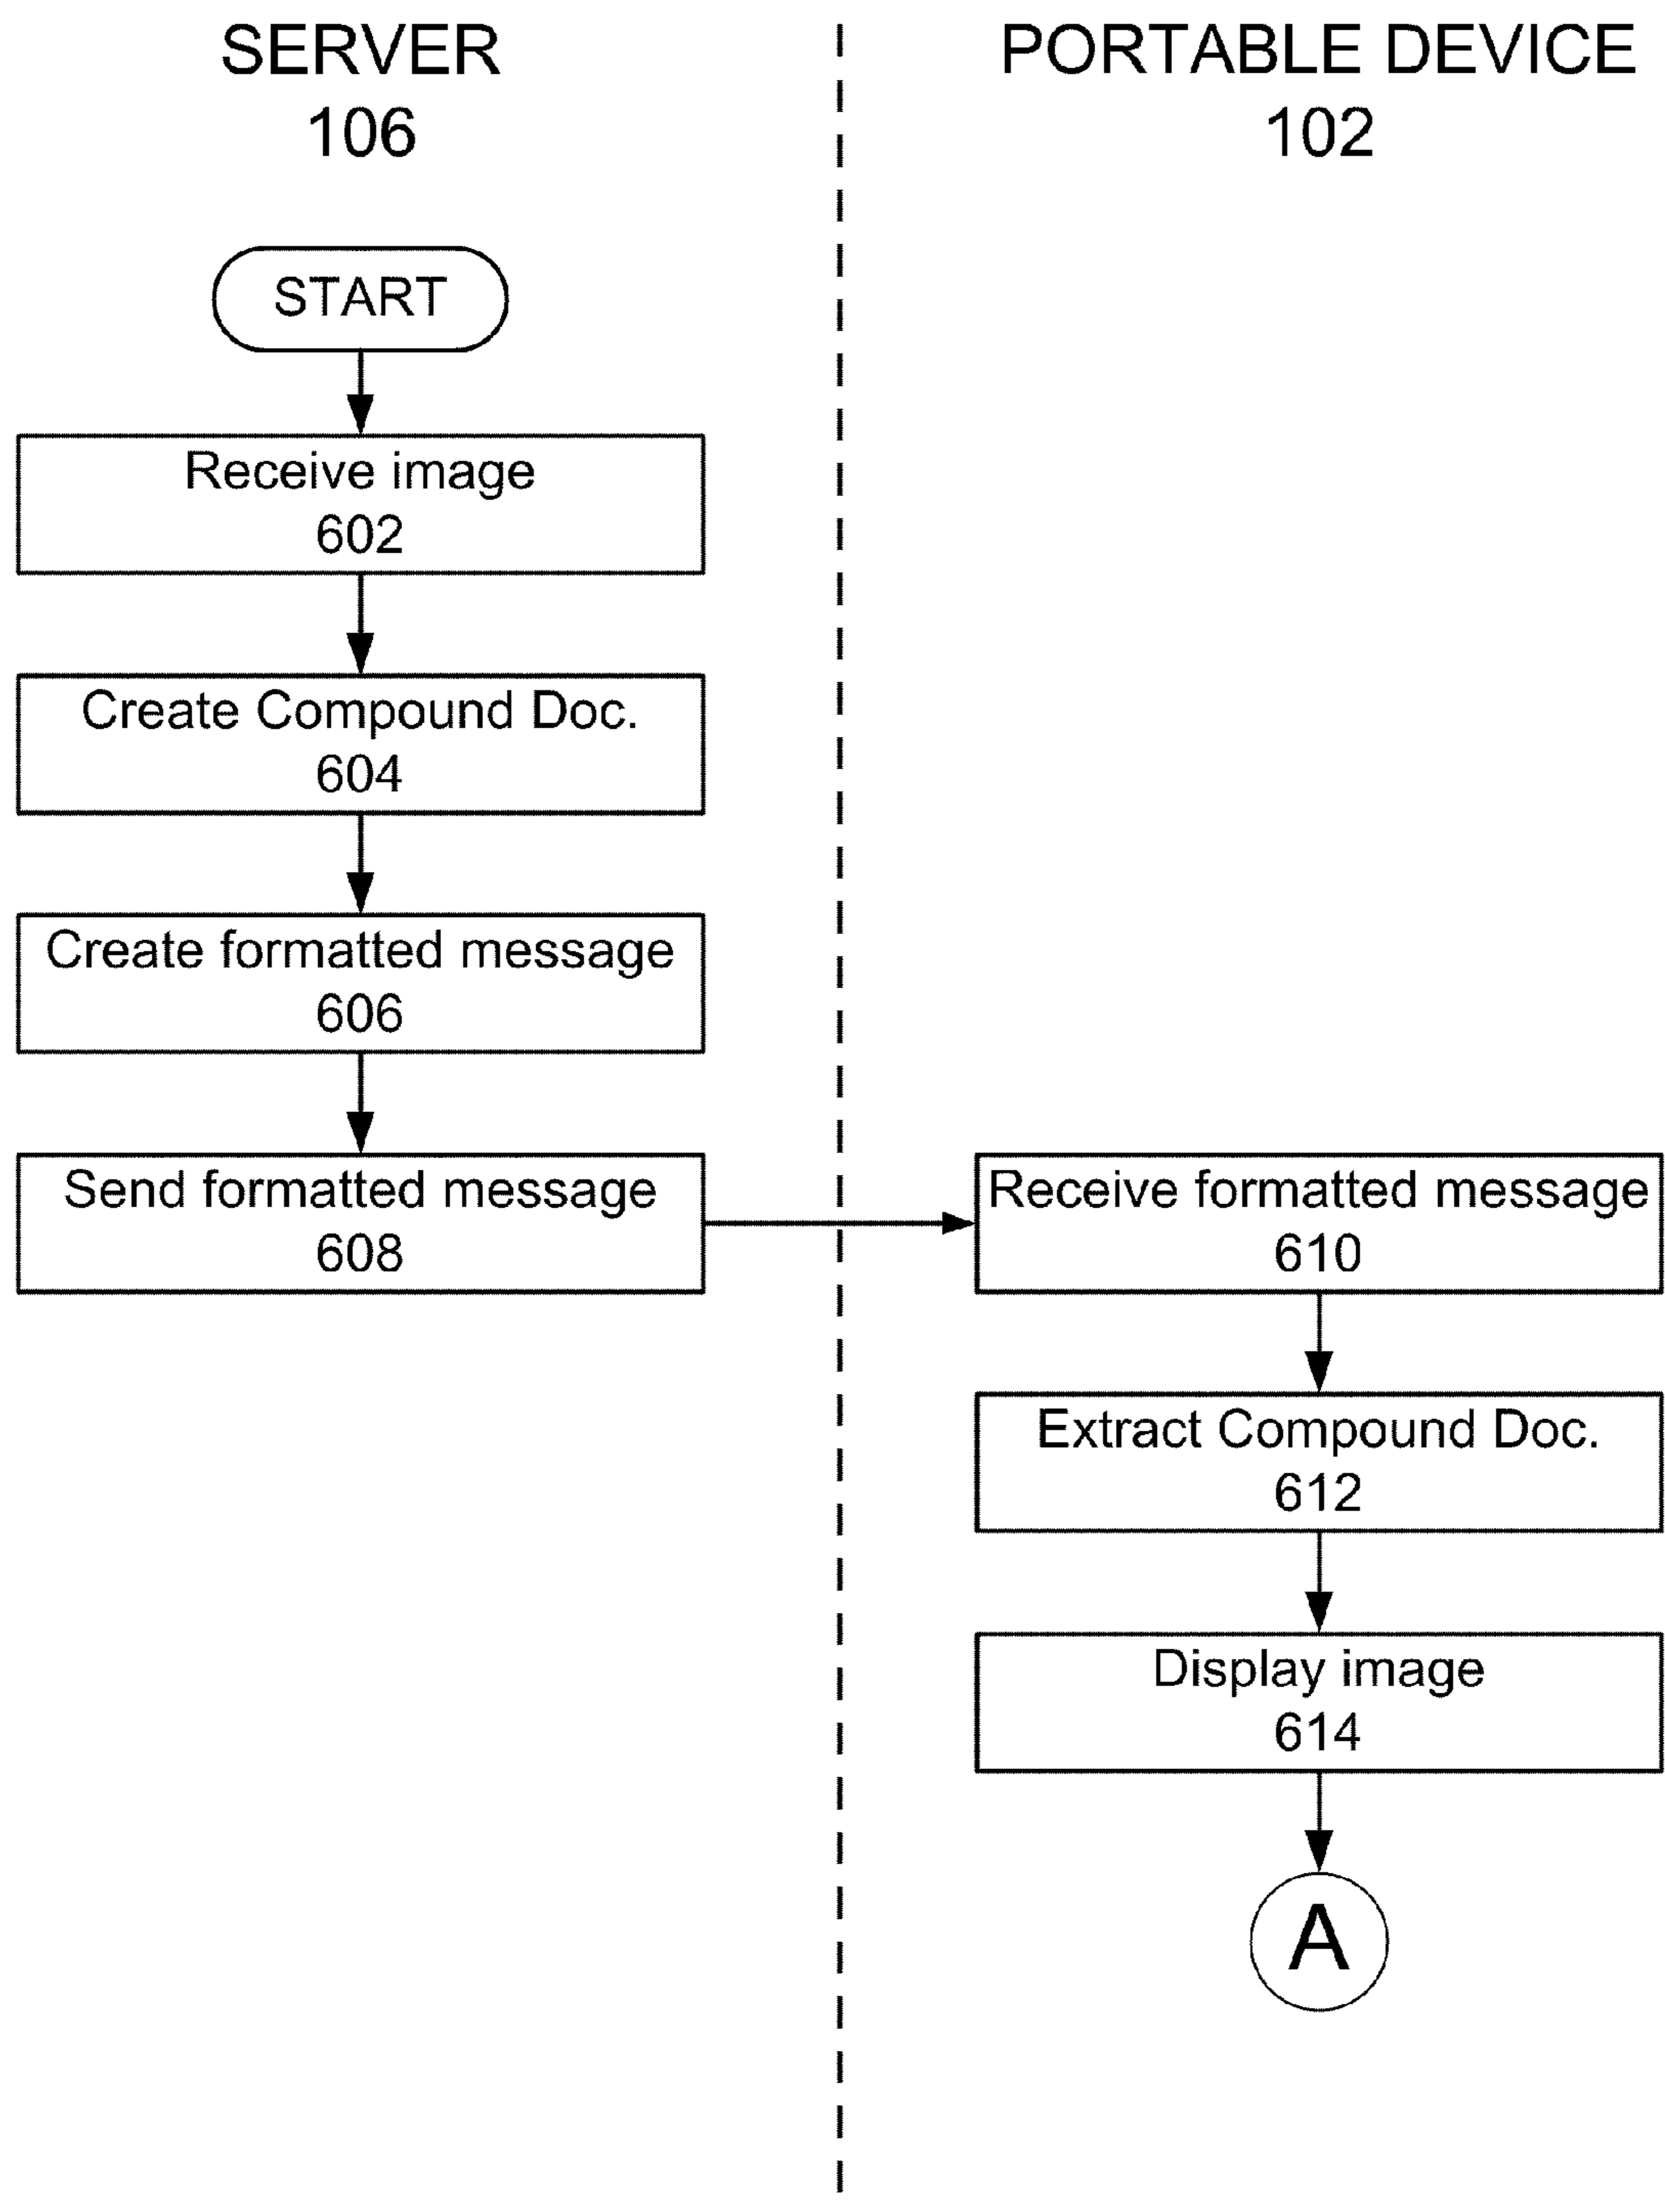 SERVER
106
PORTABLE DEVICE
102
START
Receive image
602
Create Compound Doc.
604
Create formatted message
606
Send formatted message
608
Receive formatted message
610
Extract Compound Doc.
612
Display image
614
A